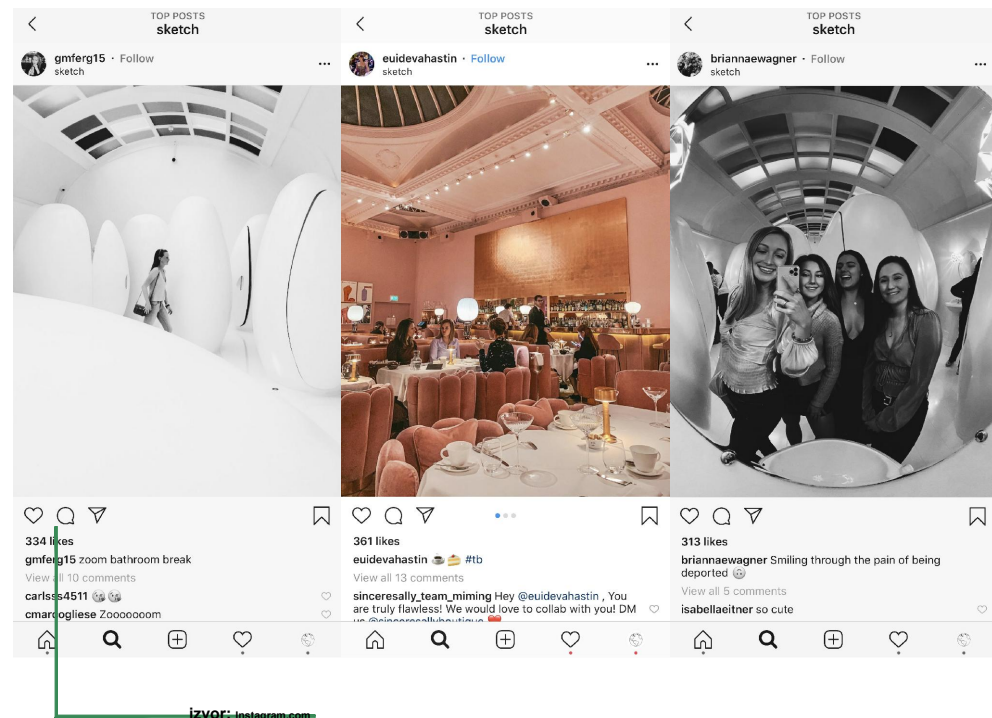 TOP POSTS
sketch
gmferg15 · Follow
sketch
334 likes
gmferg15 zoom bathroom break
View all 10 comments
carlsss4511 😘😘
cmarcogliese Zooooooom
TOP POSTS
sketch
euidevahastin · Follow
sketch
361 likes
euidevahastin ☕🍰 #tb
View all 13 comments
sinceresally_team_miming Hey @euidevahastin , You
are truly flawless! We would love to collab with you! DM
us @sinceresallyboutique ❤️
TOP POSTS
sketch
briannaewagner · Follow
sketch
313 likes
briannaewagner Smiling through the pain of being
deported 🙃
View all 5 comments
isabellaeitner so cute
izvor: Instagram.com